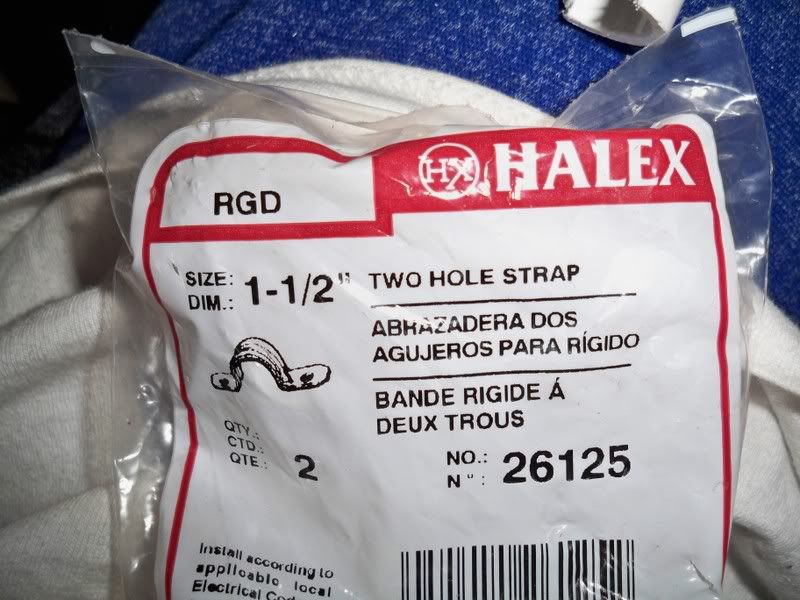 HX HALEX
RGD
SIZE: 1-1/2"
DIM.:
TWO HOLE STRAP
ABRAZADERA DOS
AGUJEROS PARA RÍGIDO
BANDE RIGIDE Á
DEUX TROUS
QTY.:
CTD.:
QTE.: 2
NO.: 26125
N°:
Install according to
applicable local
Electrical